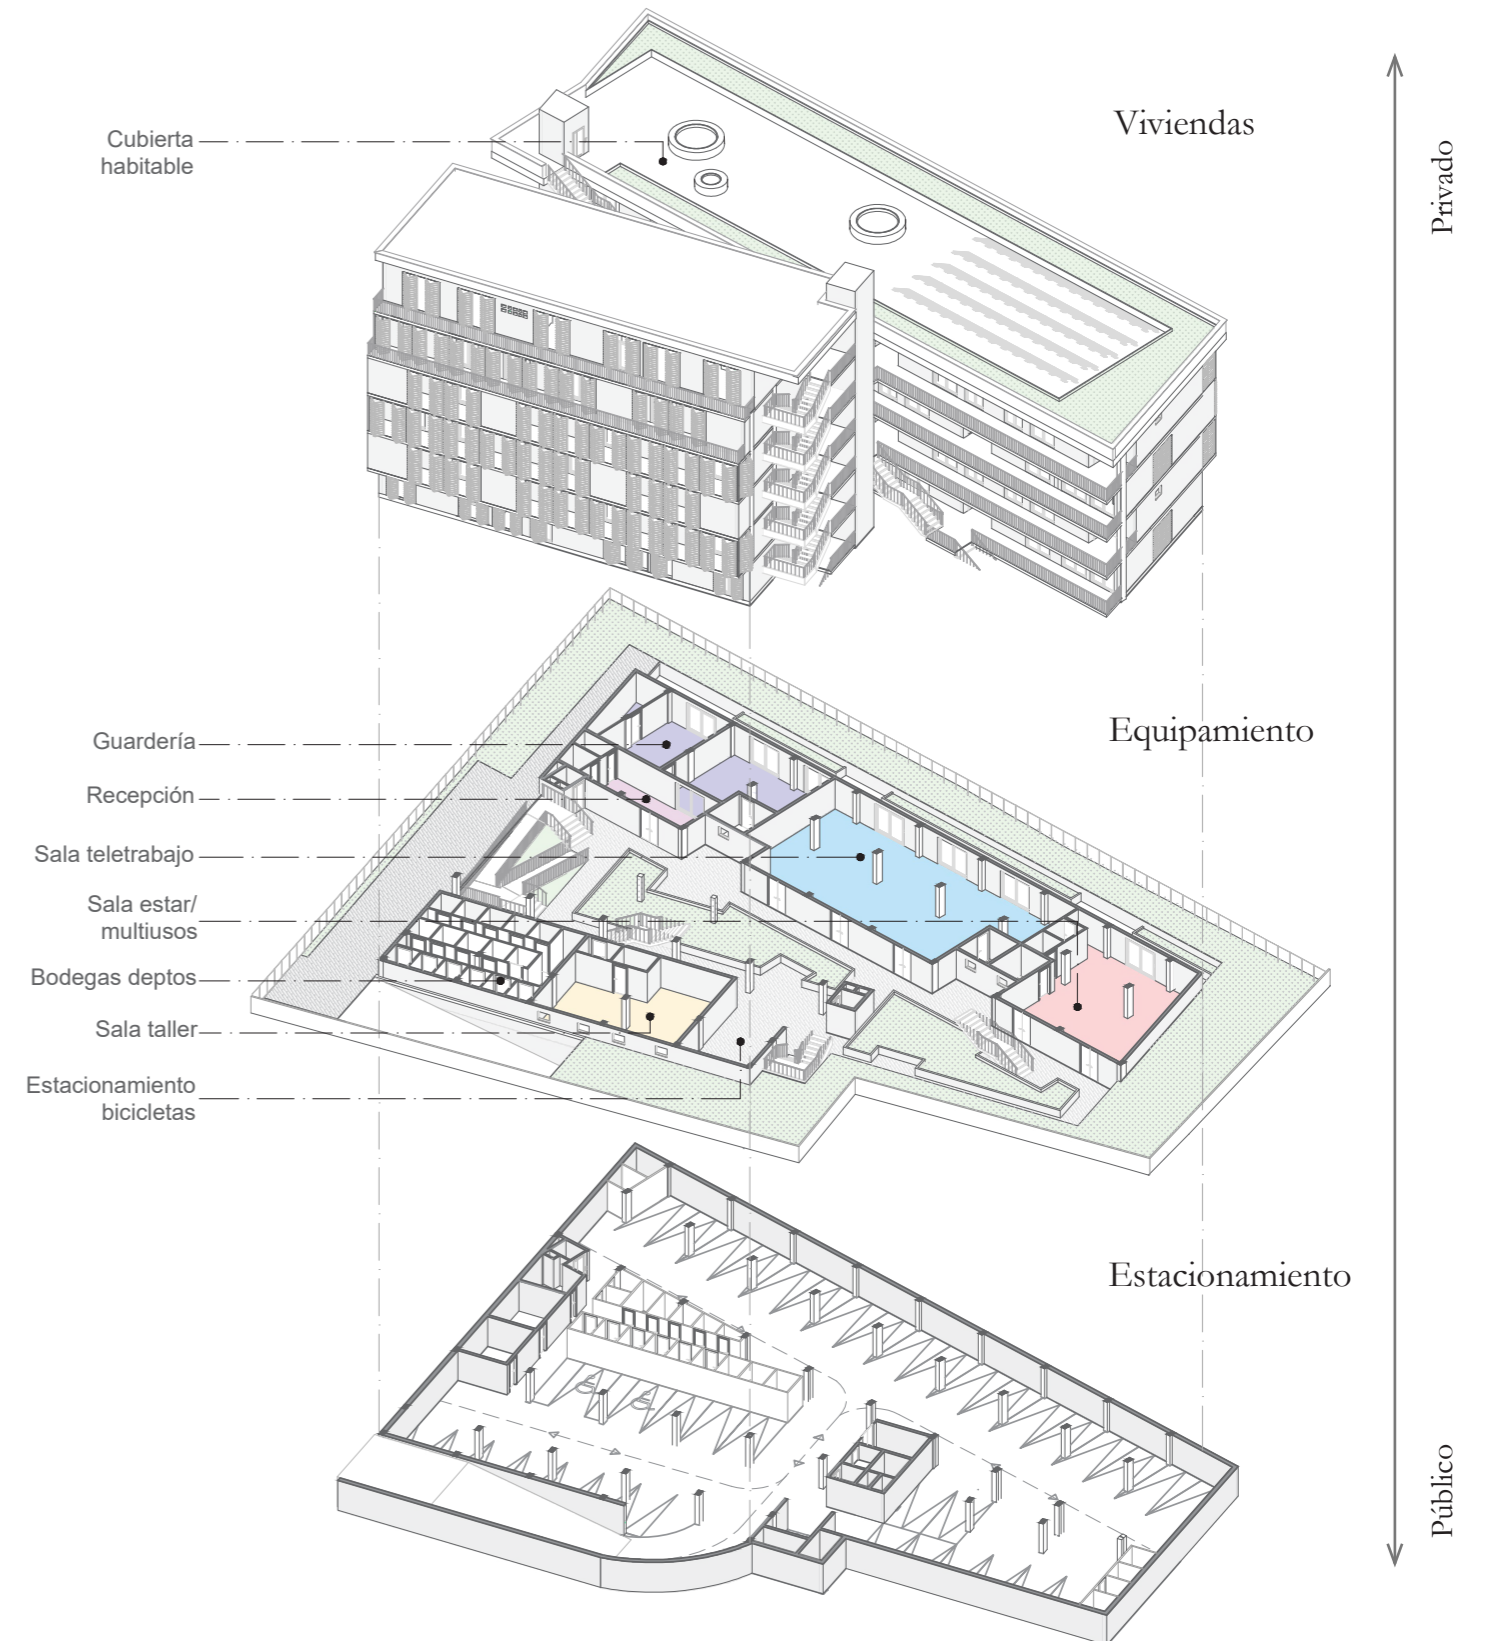 Viviendas
Privado
Cubierta
habitable
Equipamiento
Guardería
Recepción
Sala teletrabajo
Sala estar/
multiusos
Bodegas deptos
Sala taller
Estacionamiento
bicicletas
Estacionamiento
Público